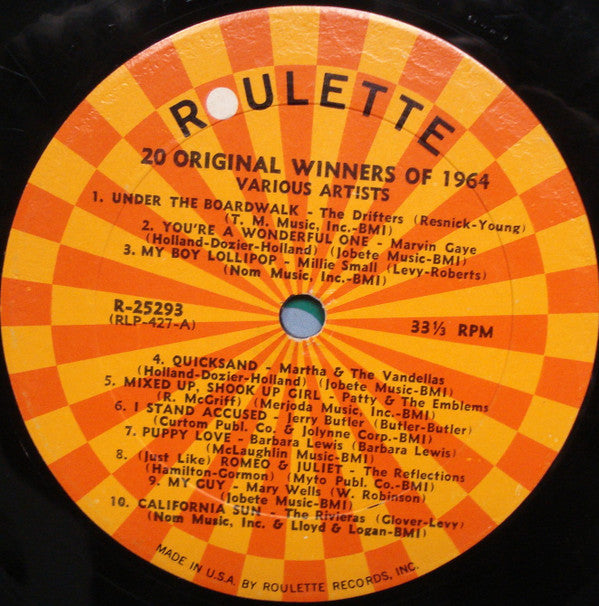 ROULETTE
20 ORIGINAL WINNERS OF 1964
VARIOUS ARTISTS
1. UNDER THE BOARDWALK - The Drifters (Resnick-Young)
(T. M. Music, Inc.-BMI)
2. YOU'RE A WONDERFUL ONE - Marvin Gaye
(Holland-Dozier-Holland) (Jobete Music-BMI)
3. MY BOY LOLLIPOP - Millie Small (Levy-Roberts)
(Nom Music, Inc.-BMI)
R-25293
(RLP-427-A)
33⅓ RPM
4. QUICKSAND - Martha & The Vandellas
(Holland-Dozier-Holland) (Jobete Music-BMI)
5. MIXED UP, SHOOK UP GIRL - Patty & The Emblems
(R. McGriff) (Merjoda Music, Inc.-BMI)
6. I STAND ACCUSED - Jerry Butler (Butler-Butler)
(Curtom Publ. Co. & Jolynne Corp.-BMI)
7. PUPPY LOVE - Barbara Lewis (Barbara Lewis)
(McLaughlin Music-BMI)
8. (Just Like) ROMEO & JULIET - The Reflections
(Hamilton-Gormon) (Myto Publ. Co.-BMI)
9. MY GUY - Mary Wells (W. Robinson)
(Jobete Music-BMI)
10. CALIFORNIA SUN - The Rivieras (Glover-Levy)
(Nom Music, Inc. & Lloyd & Logan-BMI)
MADE IN U.S.A. BY ROULETTE RECORDS, INC.